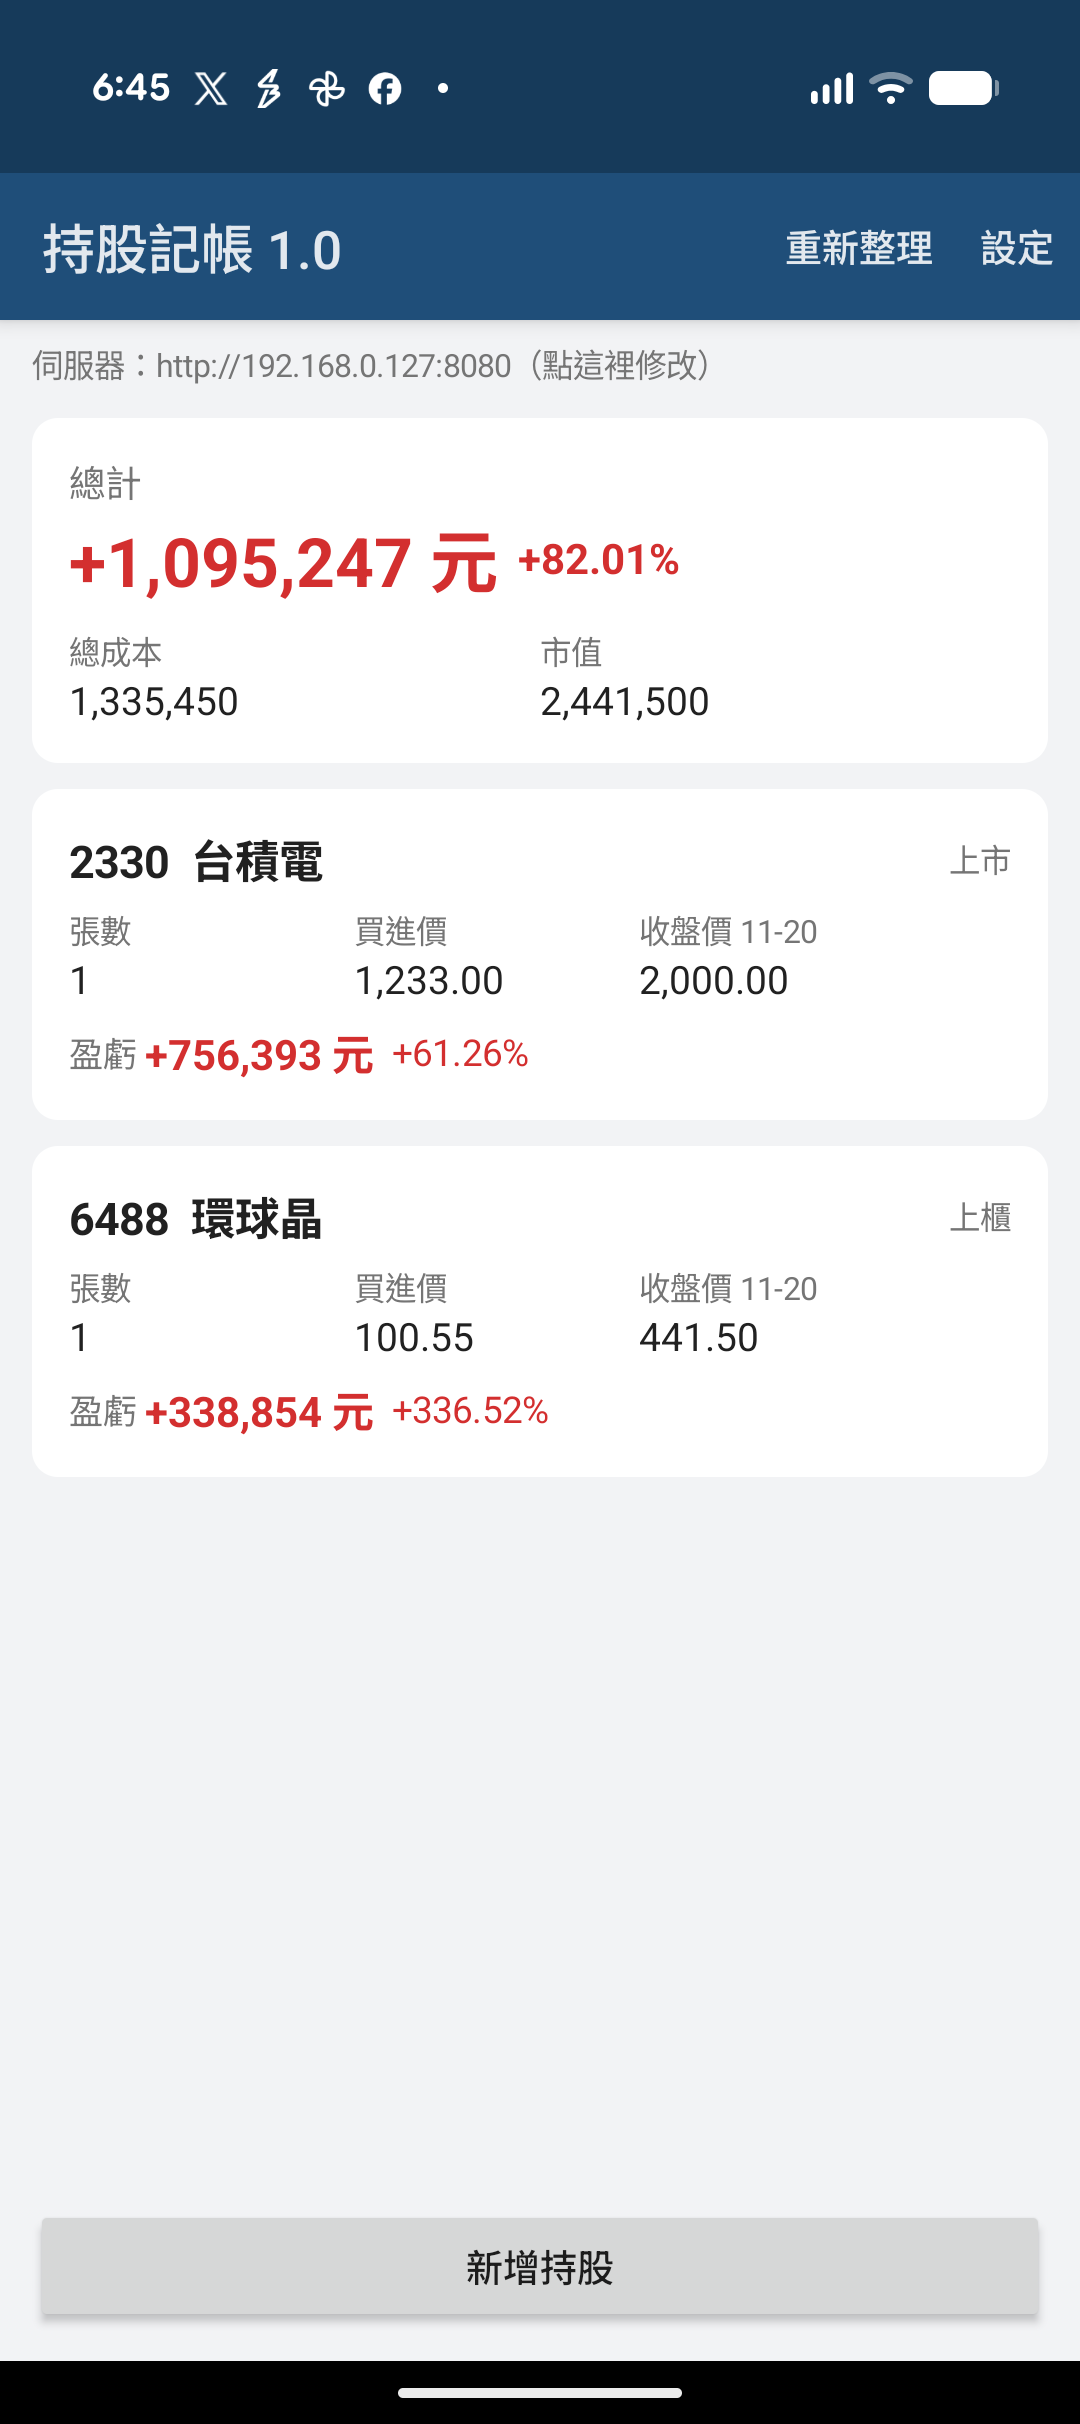 6:45
持股記帳 1.0 重新整理 設定
伺服器：http://192.168.0.127:8080（點這裡修改）
總計
+1,095,247 元 +82.01%
總成本 市值
1,335,450 2,441,500
2330 台積電 上市
張數 買進價 收盤價 11-20
1 1,233.00 2,000.00
盈虧 +756,393 元 +61.26%
6488 環球晶 上櫃
張數 買進價 收盤價 11-20
1 100.55 441.50
盈虧 +338,854 元 +336.52%
新增持股